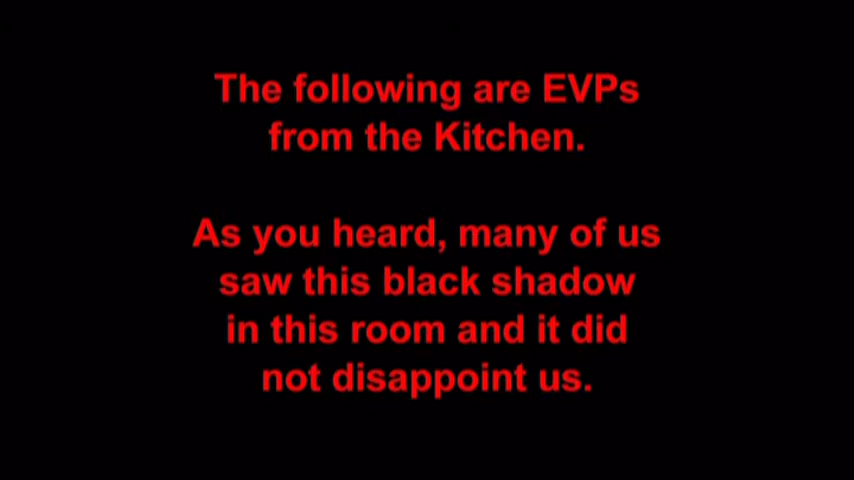 The following are EVPs
from the Kitchen.
As you heard, many of us
saw this black shadow
in this room and it did
not disappoint us.